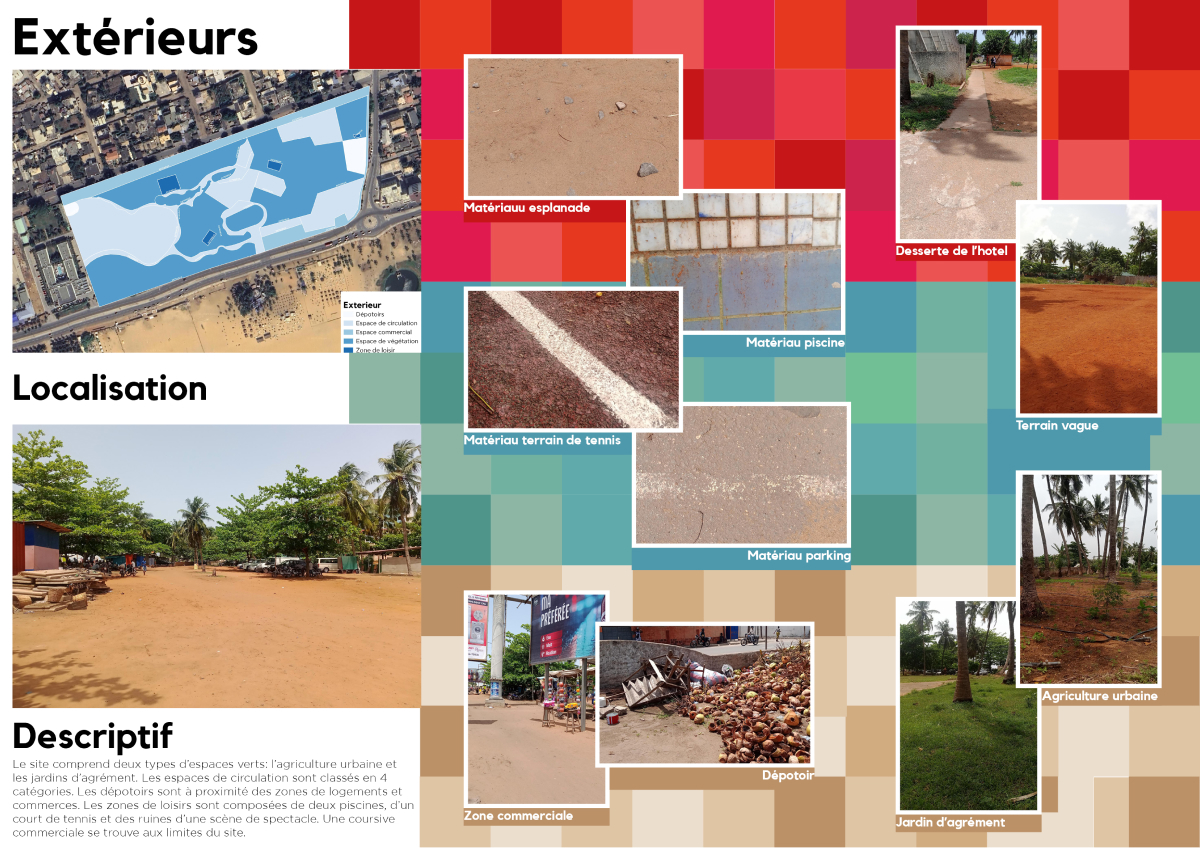 Extérieurs
Exterieur
Dépotoirs
Espace de circulation
Espace commercial
Espace de végétation
Zone de loisir
Localisation
Descriptif
Le site comprend deux types d'espaces verts: l'agriculture urbaine et
les jardins d'agrément. Les espaces de circulation sont classés en 4
catégories. Les dépotoirs sont à proximité des zones de logements et
commerces. Les zones de loisirs sont composées de deux piscines, d'un
court de tennis et des ruines d'une scène de spectacle. Une coursive
commerciale se trouve aux limites du site.
Matériauu esplanade
Matériau piscine
Matériau terrain de tennis
Matériau parking
MA
PRÉFÉRÉE
Zone commerciale
Dépotoir
Desserte de l'hotel
Terrain vague
Agriculture urbaine
Jardin d'agrément